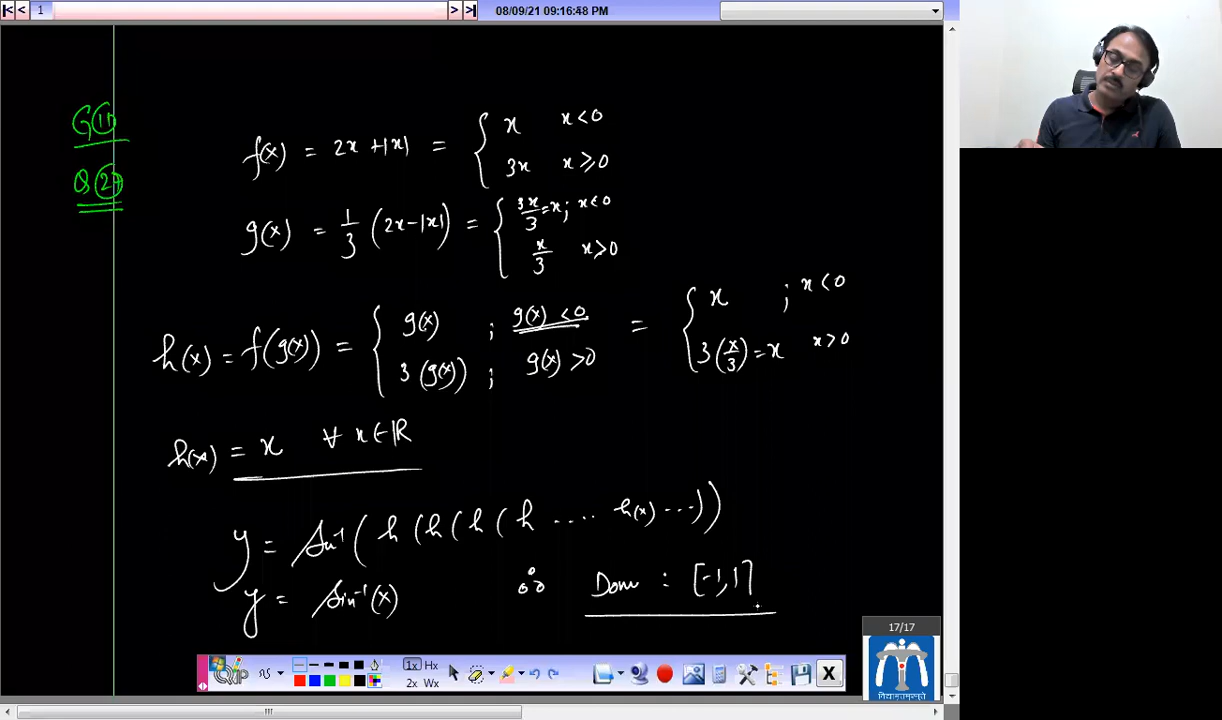 1 08/09/21 09:16:48 PM
G(11)
Q(2)
f(x) = 2x + |x| = { x x<0
3x x≥0
g(x) = 1/3 (2x-|x|) = { 3x/3=x; x<0
x/3 x≥0
h(x) = f(g(x)) = { g(x) ; g(x) <0 = { x ; x<0
3(g(x)) ; g(x) >0 3(x/3)=x x>0
h(x) = x ∀ x∈ℝ
y = Sin⁻¹(h(h(h(h .... h(x) ...))
y = Sin⁻¹(x) ∴ Dom : [-1,1]
17/17
1x Hx
2x Wx
X